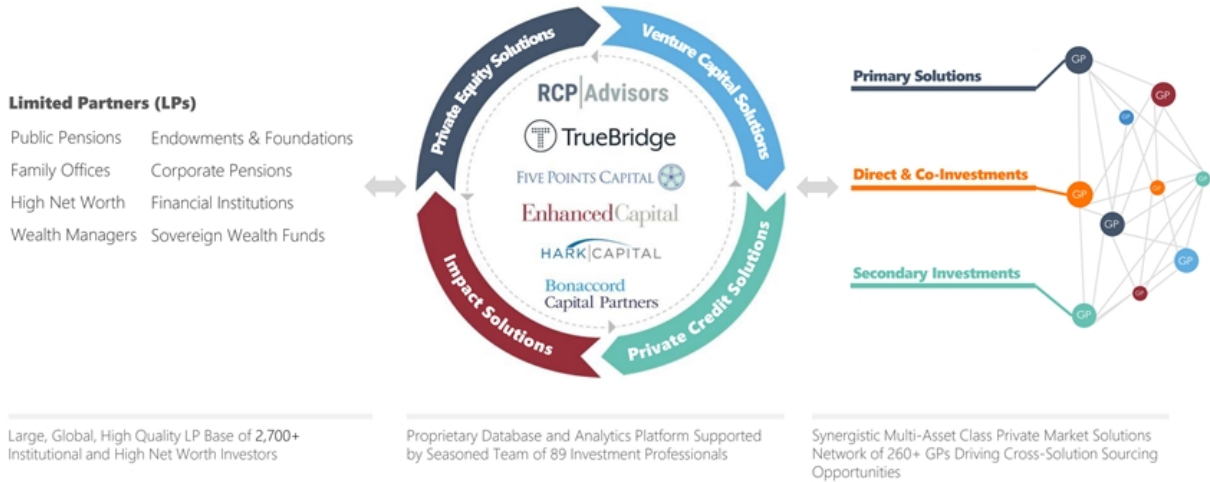 Limited Partners (LPs)
Public Pensions
Endowments & Foundations
Family Offices
Corporate Pensions
High Net Worth
Financial Institutions
Wealth Managers
Sovereign Wealth Funds
Private Equity Solutions
Venture Capital Solutions
Impact Solutions
Private Credit Solutions
RCP|Advisors
TrueBridge
FIVE POINTS CAPITAL
EnhancedCapital
HARK|CAPITAL
Bonaccord
Capital Partners
Primary Solutions
Direct & Co-Investments
Secondary Investments
GP
GP
GP
GP
GP
GP
GP
GP
GP
GP
Large, Global, High Quality LP Base of 2,700+
Institutional and High Net Worth Investors
Proprietary Database and Analytics Platform Supported
by Seasoned Team of 89 Investment Professionals
Synergistic Multi-Asset Class Private Market Solutions
Network of 260+ GPs Driving Cross-Solution Sourcing
Opportunities